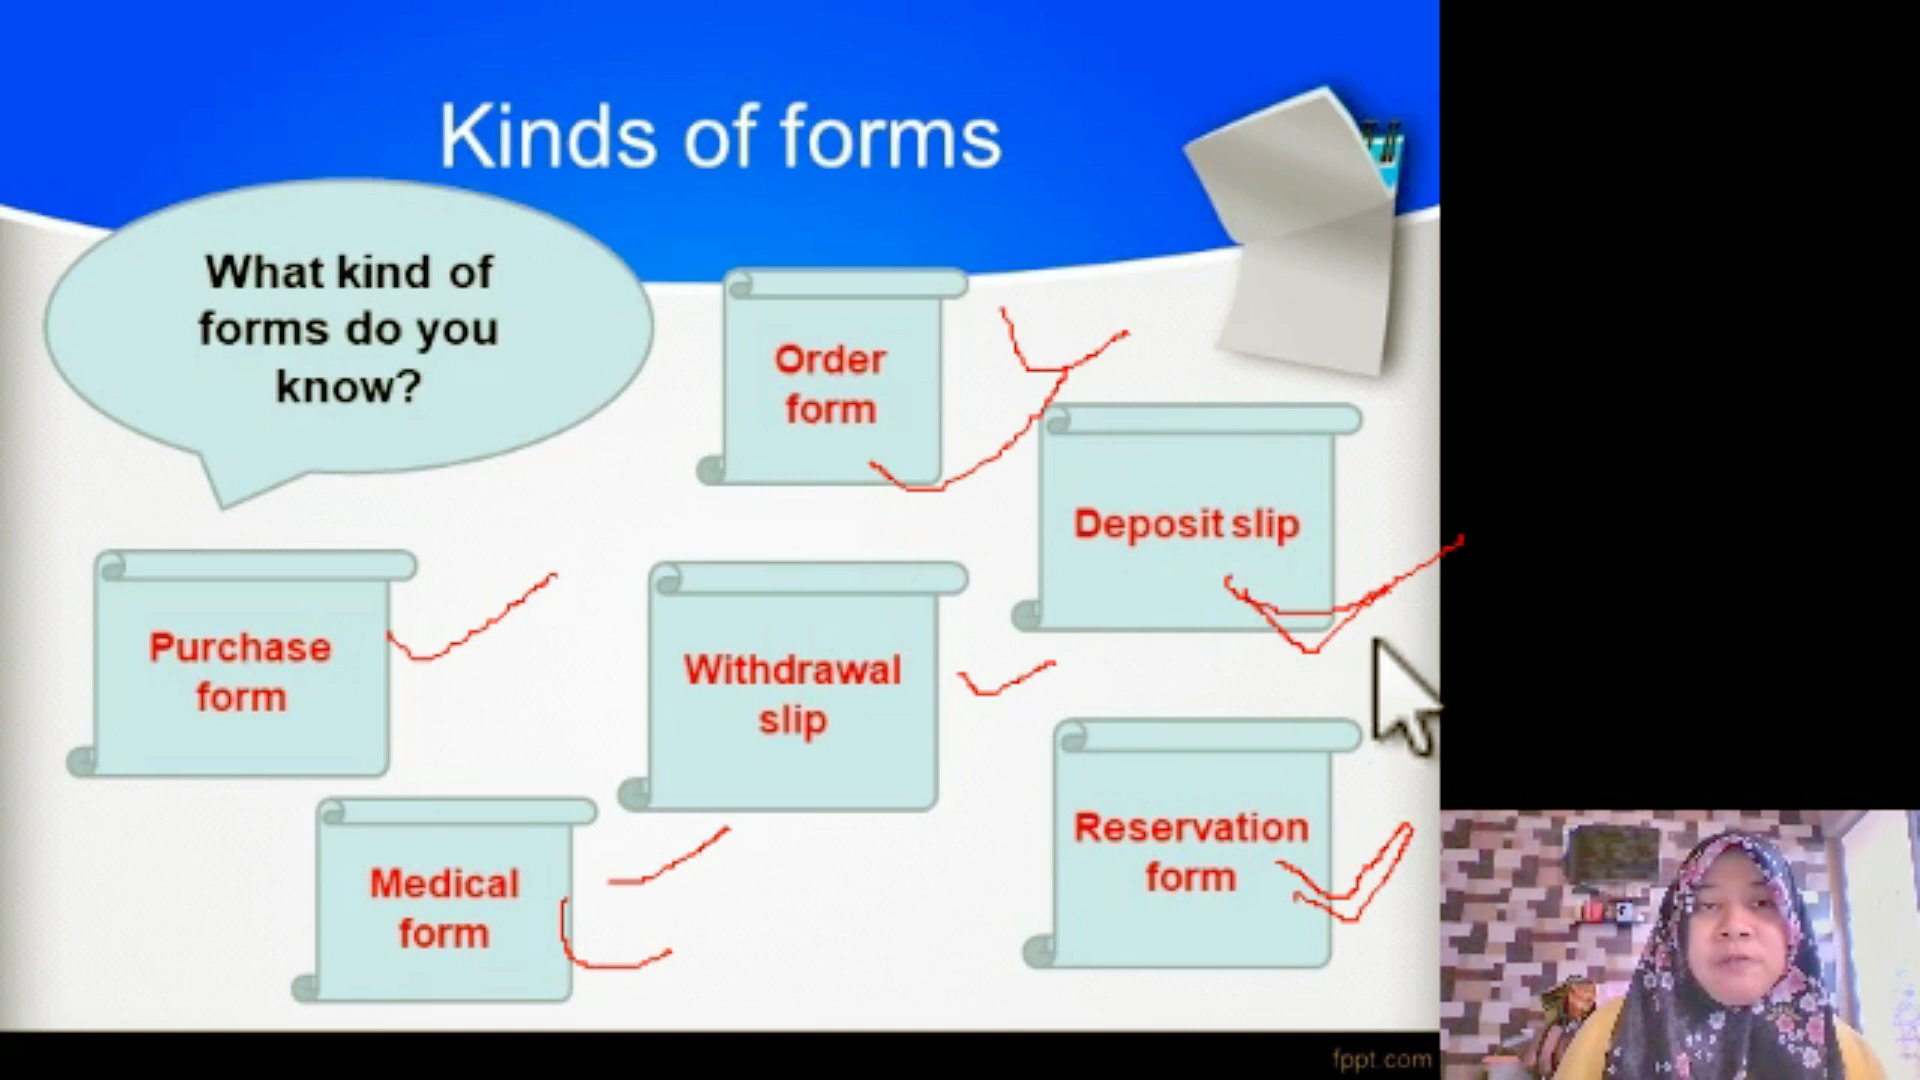 Kinds of forms
What kind of
forms do you
know?
Order
form
Deposit slip
Purchase
form
Withdrawal
slip
Reservation
form
Medical
form
fppt.com